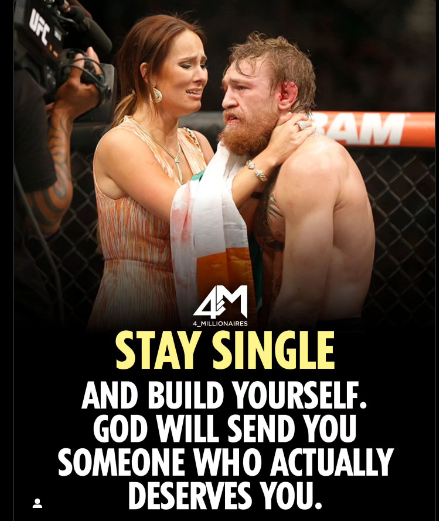 UFC
RAM
4M
4_MILLIONAIRES
STAY SINGLE
AND BUILD YOURSELF.
GOD WILL SEND YOU
SOMEONE WHO ACTUALLY
DESERVES YOU.